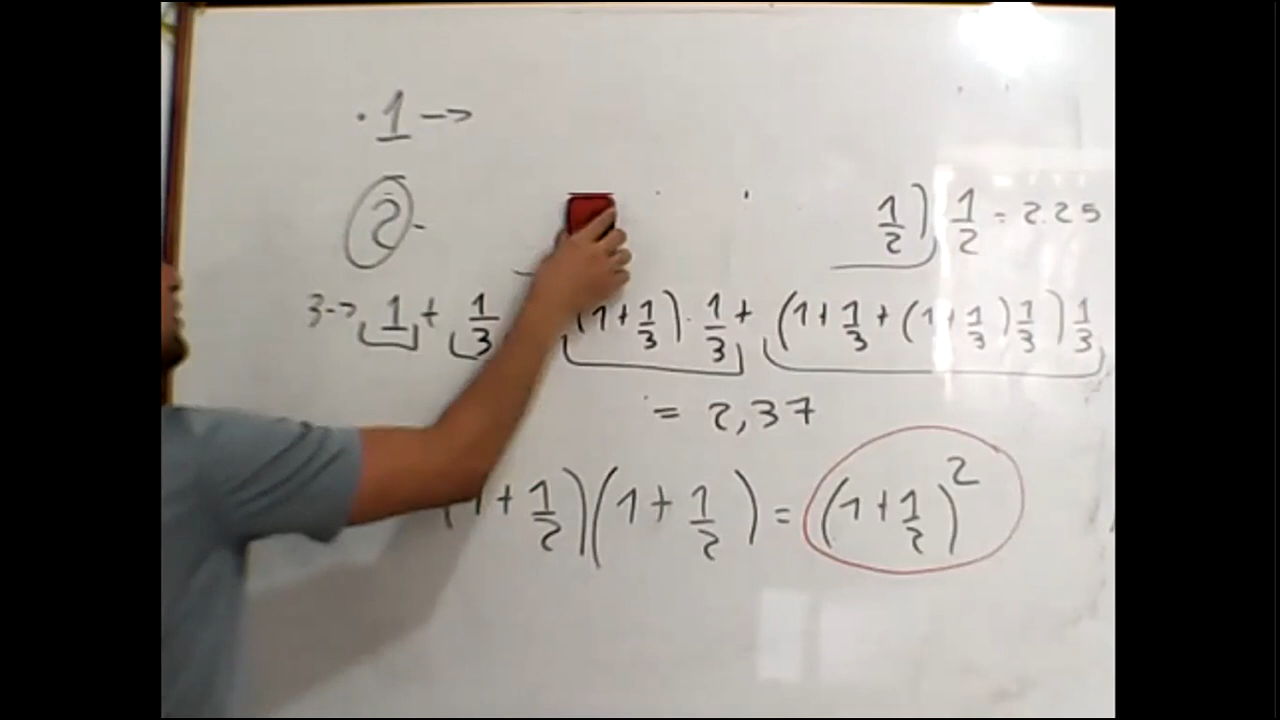 · 1 ->
2 -
1/2) 1/2 = 2.25
3-> 1 + 1/3 (1+1/3)·1/3 + (1+1/3+(1+1/3)1/3)1/3
= 2,37
(1+1/2)(1+1/2) = (1+1/2)^2